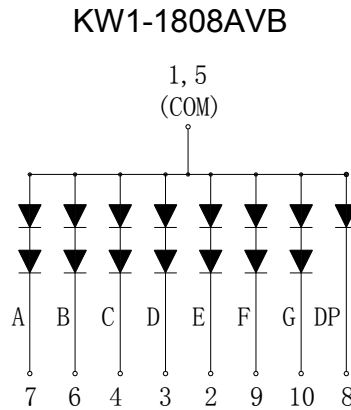 KW1-1808AVB
1,5
(COM)
A B C D E F G DP
7 6 4 3 2 9 10 8